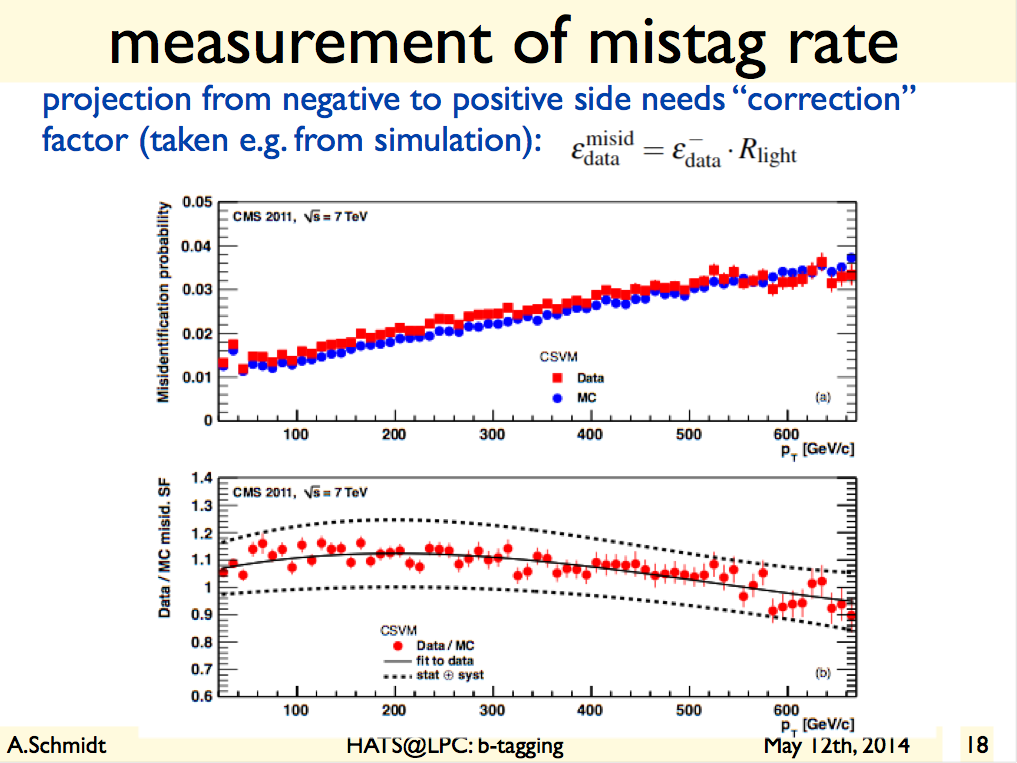 measurement of mistag rate
projection from negative to positive side needs “correction”
factor (taken e.g. from simulation): ε_data^misid = ε_data^− · R_light
0.05
CMS 2011, √s = 7 TeV
0.04
0.03
0.02
0.01
0
Misidentification probability
CSVM
Data
MC
(a)
100 200 300 400 500 600
p_T [GeV/c]
1.4
CMS 2011, √s = 7 TeV
1.3
1.2
1.1
1
0.9
0.8
0.7
0.6
Data / MC misid. SF
CSVM
Data / MC
fit to data
stat ⊕ syst
(b)
100 200 300 400 500 600
p_T [GeV/c]
A.Schmidt HATS@LPC: b-tagging May 12th, 2014 18